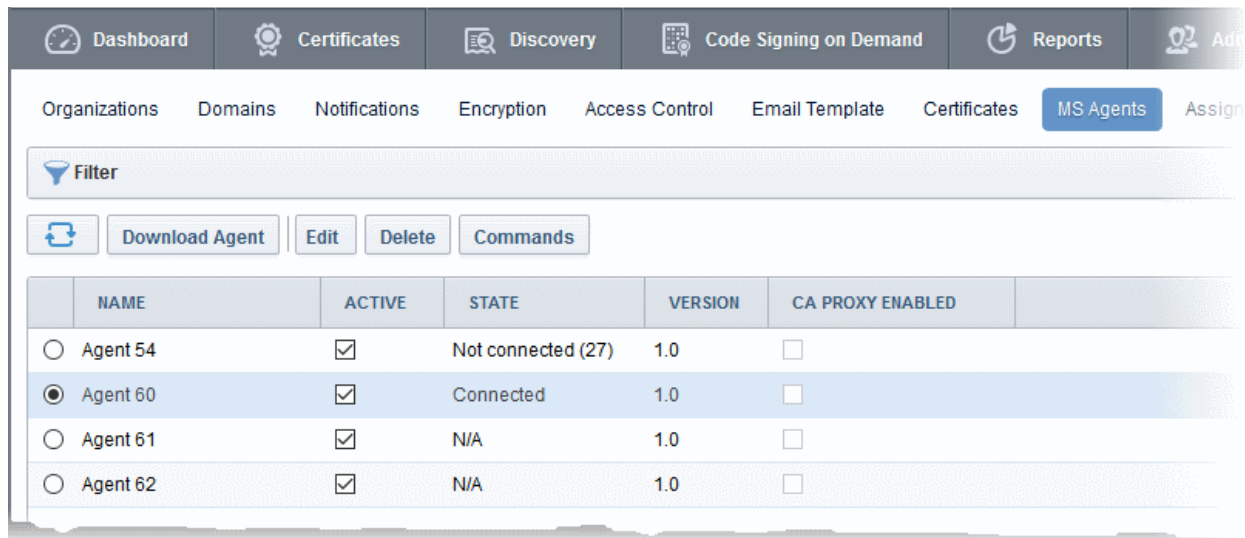 Dashboard Certificates Discovery Code Signing on Demand Reports
Organizations Domains Notifications Encryption Access Control Email Template Certificates MS Agents Assign
Filter
Download Agent Edit Delete Commands
NAME ACTIVE STATE VERSION CA PROXY ENABLED
Agent 54 Not connected (27) 1.0
Agent 60 Connected 1.0
Agent 61 N/A 1.0
Agent 62 N/A 1.0